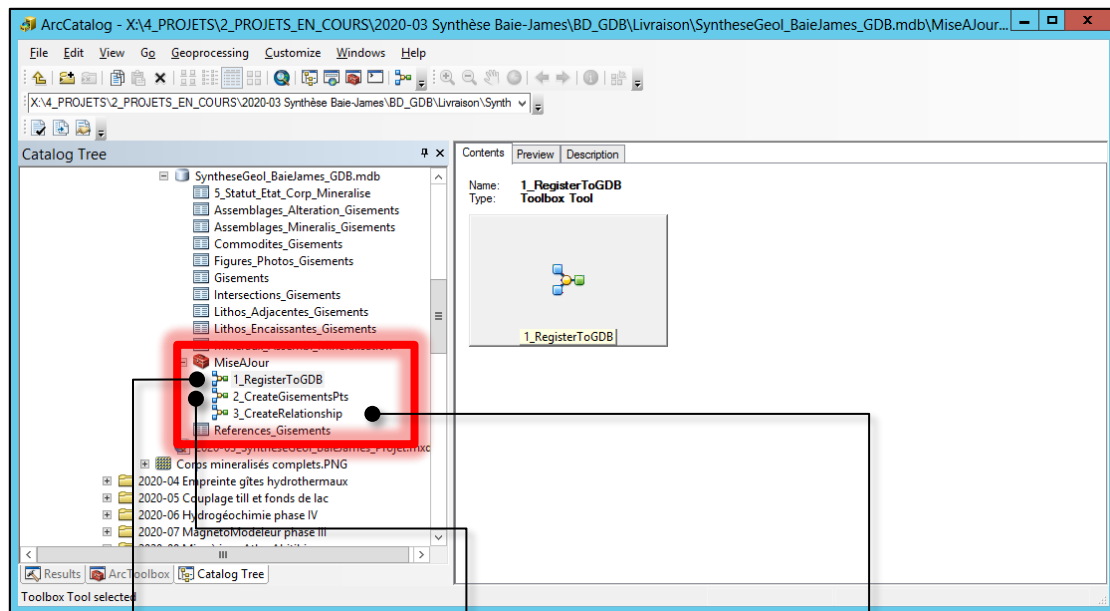 ArcCatalog - X:\4_PROJETS\2_PROJETS_EN_COURS\2020-03 Synthèse Baie-James\BD_GDB\Livraison\SyntheseGeol_BaieJames_GDB.mdb\MiseAJour...
File Edit View Go Geoprocessing Customize Windows Help
X:\4_PROJETS\2_PROJETS_EN_COURS\2020-03 Synthèse Baie-James\BD_GDB\Livraison\Synth
Catalog Tree
SyntheseGeol_BaieJames_GDB.mdb
5_Statut_Etat_Corp_Mineralise
Assemblages_Alteration_Gisements
Assemblages_Mineralis_Gisements
Commodites_Gisements
Figures_Photos_Gisements
Gisements
Intersections_Gisements
Lithos_Adjacentes_Gisements
Lithos_Encaissantes_Gisements
MiseAJour
1_RegisterToGDB
2_CreateGisementsPts
3_CreateRelationship
References_Gisements
2020-03_SyntheseGeol_BaieJames_Projet.mxd
Corps mineralisés complets.PNG
2020-04 Empreinte gîtes hydrothermaux
2020-05 Couplage till et fonds de lac
2020-06 Hydrogéochimie phase IV
2020-07 MagnetoModeleur phase III
Results ArcToolbox Catalog Tree
Toolbox Tool selected
Contents Preview Description
Name: 1_RegisterToGDB
Type: Toolbox Tool
1_RegisterToGDB